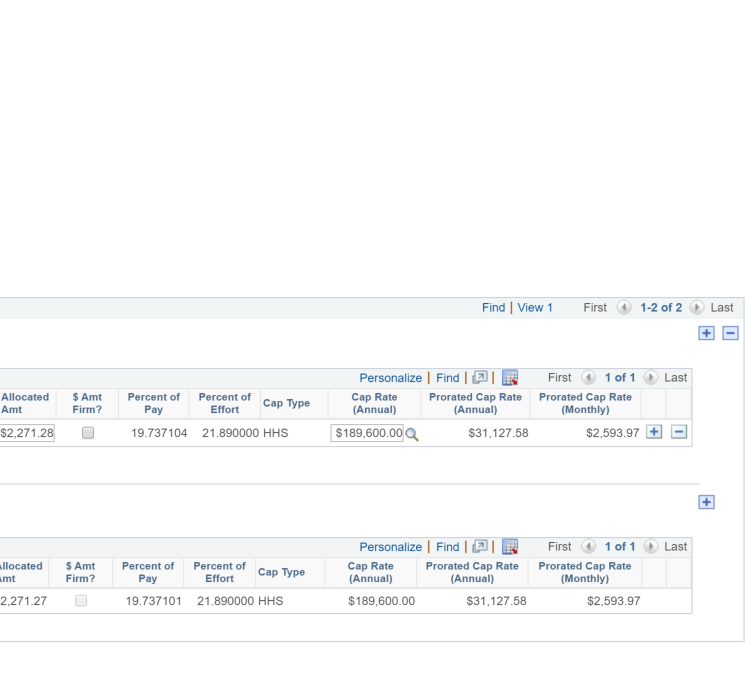 Find | View 1 First 1-2 of 2 Last
Personalize | Find | | First 1 of 1 Last
Allocated Amt $ Amt Firm? Percent of Pay Percent of Effort Cap Type Cap Rate (Annual) Prorated Cap Rate (Annual) Prorated Cap Rate (Monthly)
$2,271.28 19.737104 21.890000 HHS $189,600.00 $31,127.58 $2,593.97
Personalize | Find | | First 1 of 1 Last
llocated mt $ Amt Firm? Percent of Pay Percent of Effort Cap Type Cap Rate (Annual) Prorated Cap Rate (Annual) Prorated Cap Rate (Monthly)
2,271.27 19.737101 21.890000 HHS $189,600.00 $31,127.58 $2,593.97